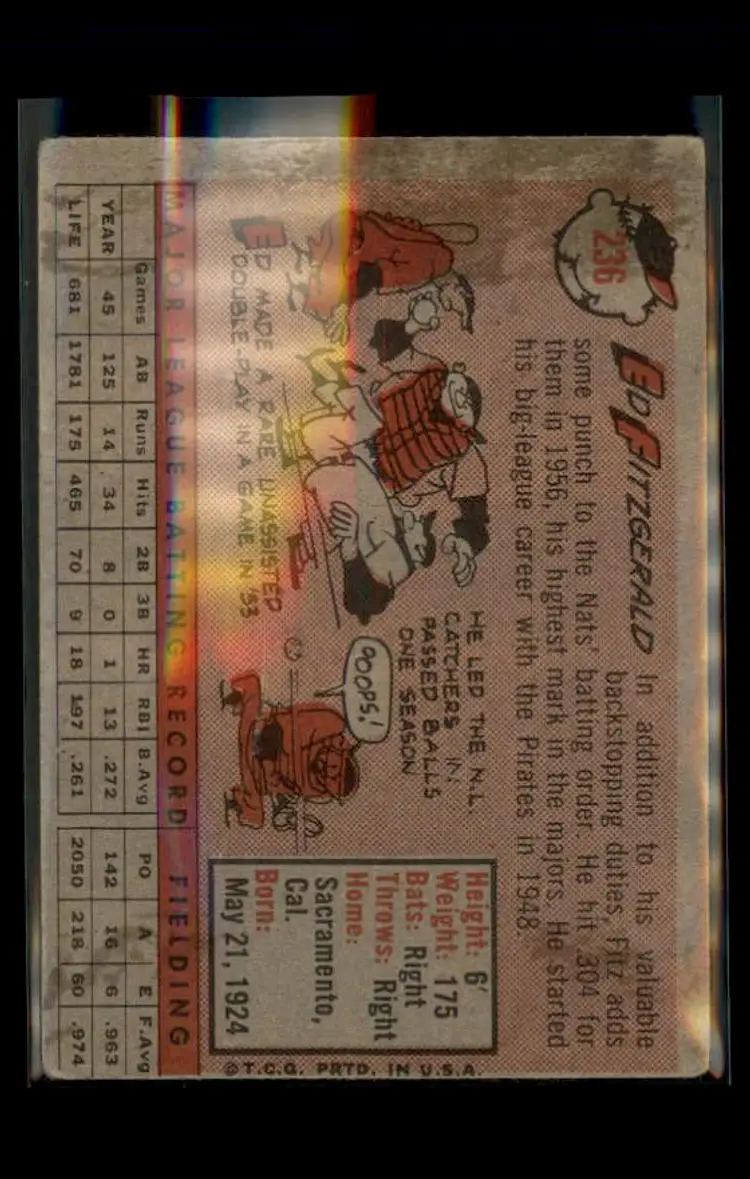 236
ED FITZGERALD In addition to his valuable
backstopping duties, Fitz adds
some punch to the Nats' batting order. He hit .304 for
them in 1956, his highest mark in the majors. He started
his big-league career with the Pirates in 1948.
HE LED THE N.L.
CATCHERS IN
PASSED BALLS
ONE SEASON
OOPS!
ED MADE A RARE UNASSISTED
DOUBLE-PLAY IN A GAME IN '53
Height: 6'
Weight: 175
Bats: Right
Throws: Right
Home:
Sacramento,
Cal.
Born:
May 21, 1924
© T.C.G. PRTD. IN U.S.A.
MAJOR LEAGUE BATTING RECORD FIELDING
Games AB Runs Hits 2B 3B HR RBI B.Avg PO A E F.Avg
YEAR 45 125 14 34 8 0 1 13 .272 142 16 6 .963
LIFE 681 1781 175 465 70 9 18 197 .261 2050 218 60 .974